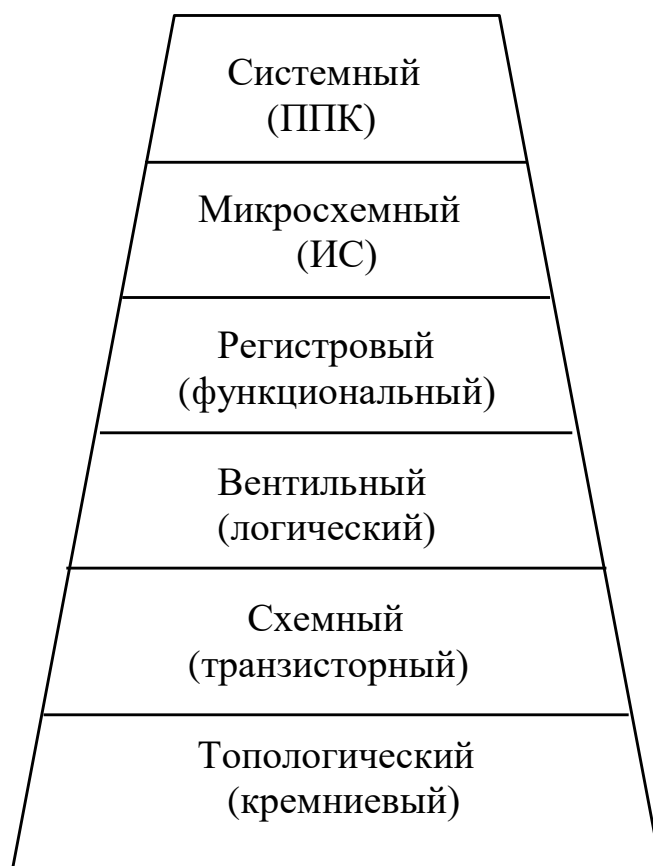 Системный
(ППК)
Микросхемный
(ИС)
Регистровый
(функциональный)
Вентильный
(логический)
Схемный
(транзисторный)
Топологический
(кремниевый)